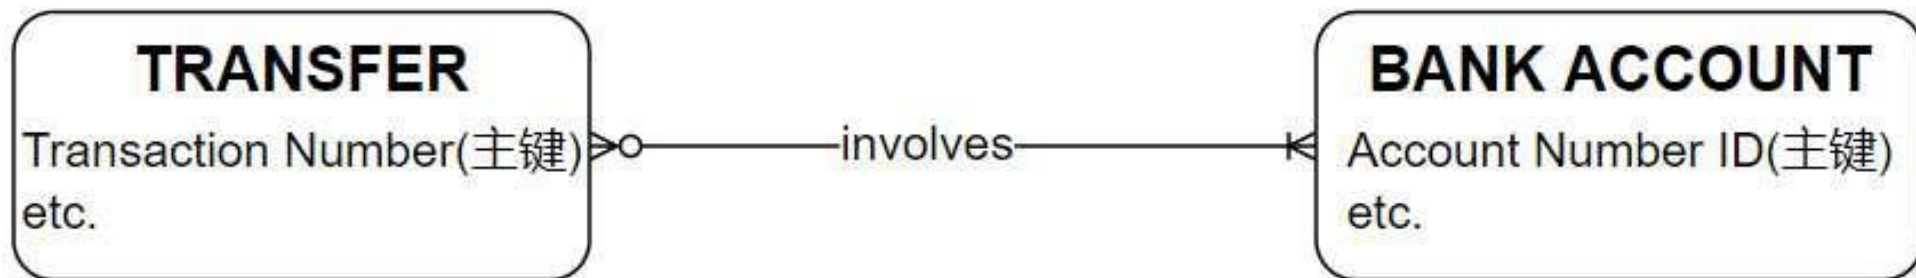 TRANSFER
Transaction Number(主键)
etc.
involves
BANK ACCOUNT
Account Number ID(主键)
etc.